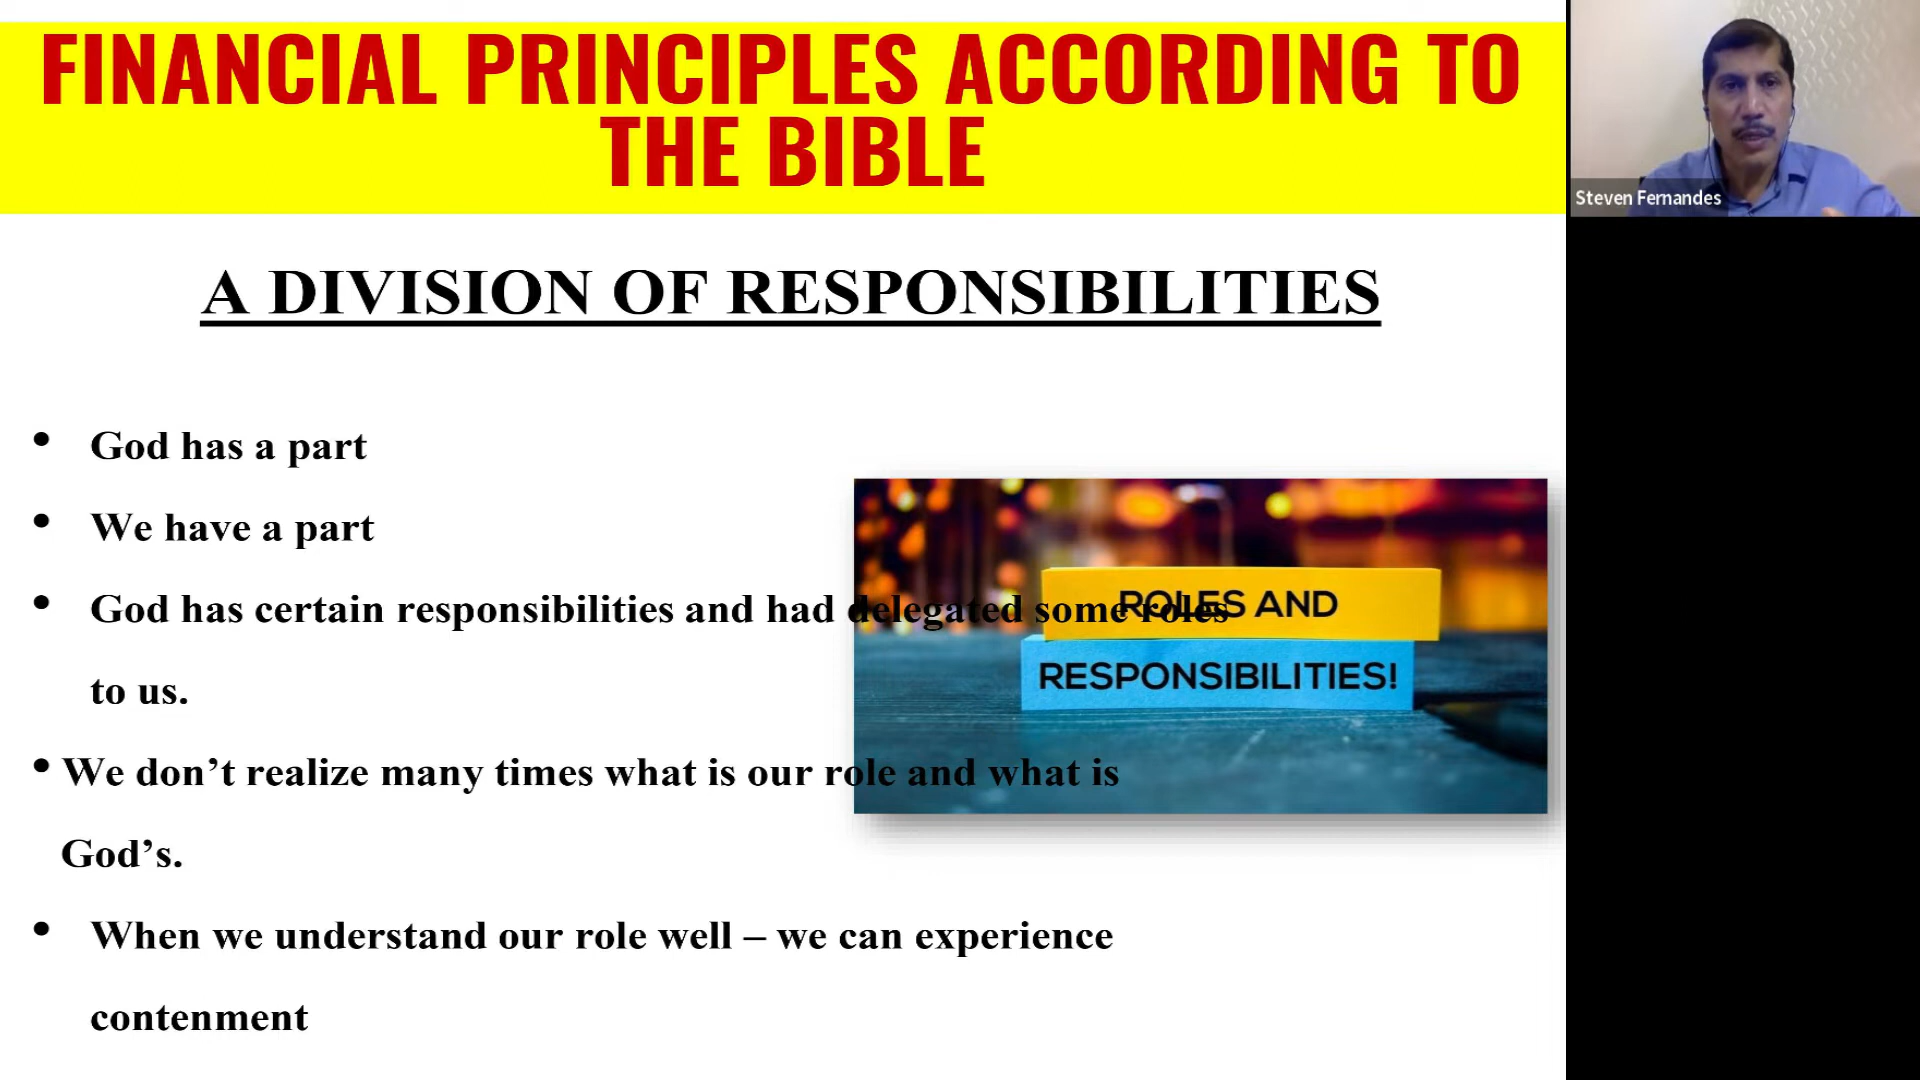 FINANCIAL PRINCIPLES ACCORDING TO
THE BIBLE
Steven Fernandes
A DIVISION OF RESPONSIBILITIES
• God has a part
• We have a part
• God has certain responsibilities and had delegated some roles
to us.
ROLES AND
RESPONSIBILITIES!
• We don’t realize many times what is our role and what is
God’s.
• When we understand our role well – we can experience
contenment